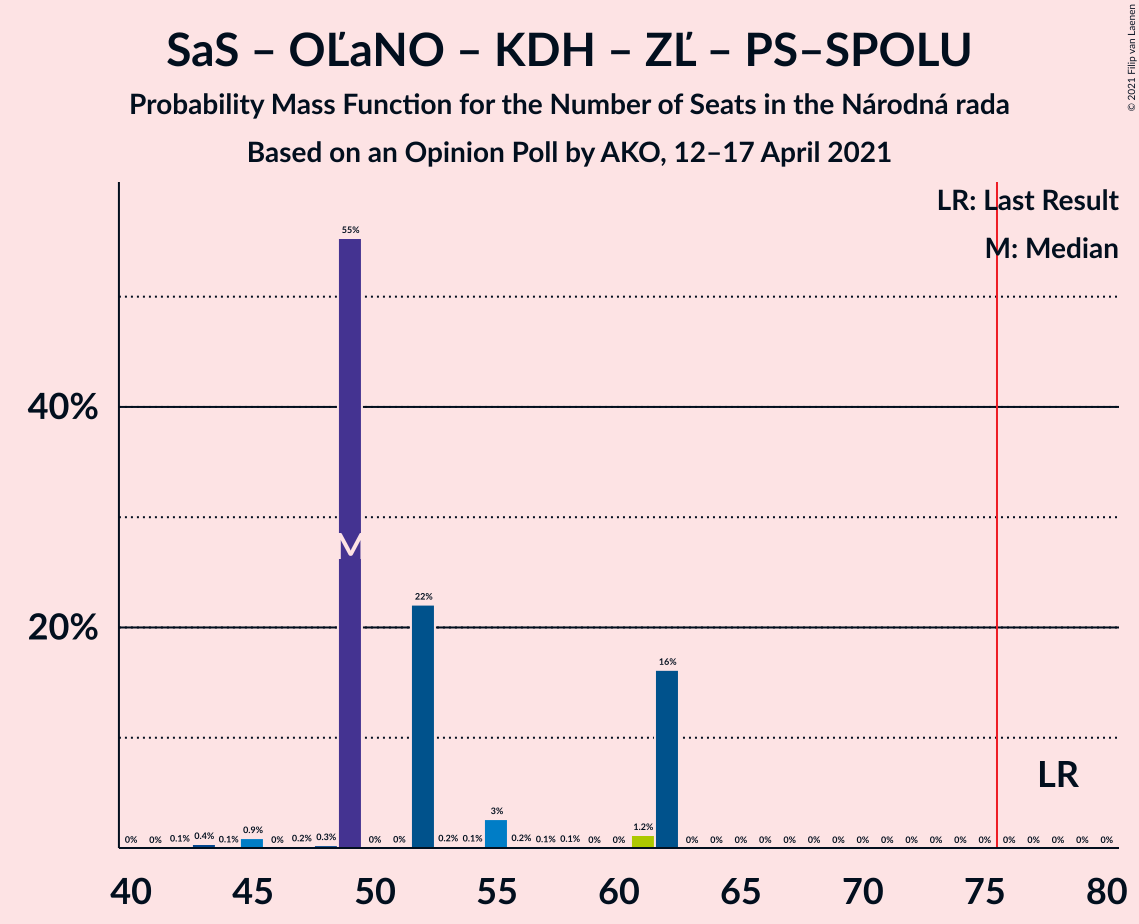 SaS – OĽaNO – KDH – ZĽ – PS–SPOLU
Probability Mass Function for the Number of Seats in the Národná rada
Based on an Opinion Poll by AKO, 12–17 April 2021
© 2021 Filip van Laenen
LR: Last Result
M: Median
55%
40%
M
22%
20%
16%
LR
0% 0% 0.1% 0.4% 0.1% 0.9% 0% 0.2% 0.3% 0% 0% 0.2% 0.1% 3% 0.2% 0.1% 0.1% 0% 0% 1.2% 0% 0% 0% 0% 0% 0% 0% 0% 0% 0% 0% 0% 0% 0% 0% 0% 0% 0%
40 45 50 55 60 65 70 75 80